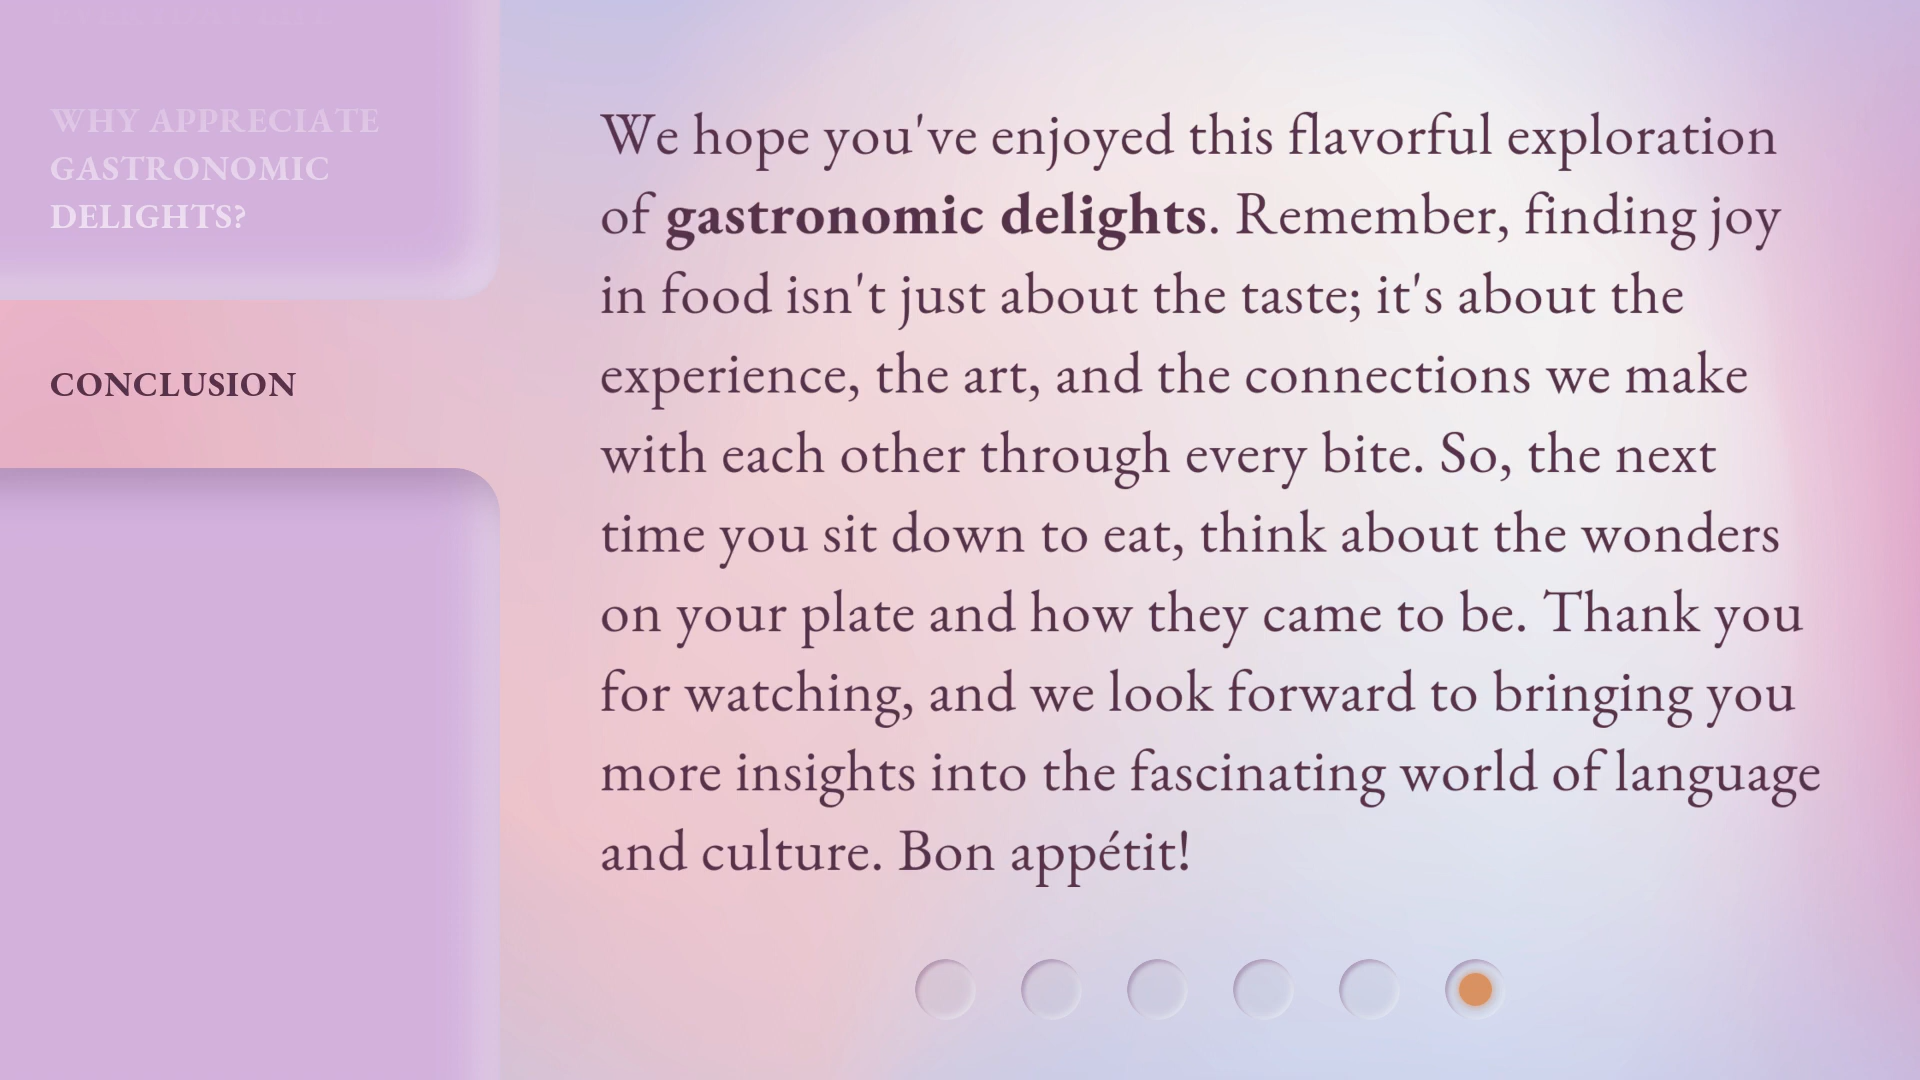 WHY APPRECIATE
GASTRONOMIC
DELIGHTS?
CONCLUSION
We hope you've enjoyed this flavorful exploration
of gastronomic delights. Remember, finding joy
in food isn't just about the taste; it's about the
experience, the art, and the connections we make
with each other through every bite. So, the next
time you sit down to eat, think about the wonders
on your plate and how they came to be. Thank you
for watching, and we look forward to bringing you
more insights into the fascinating world of language
and culture. Bon appétit!